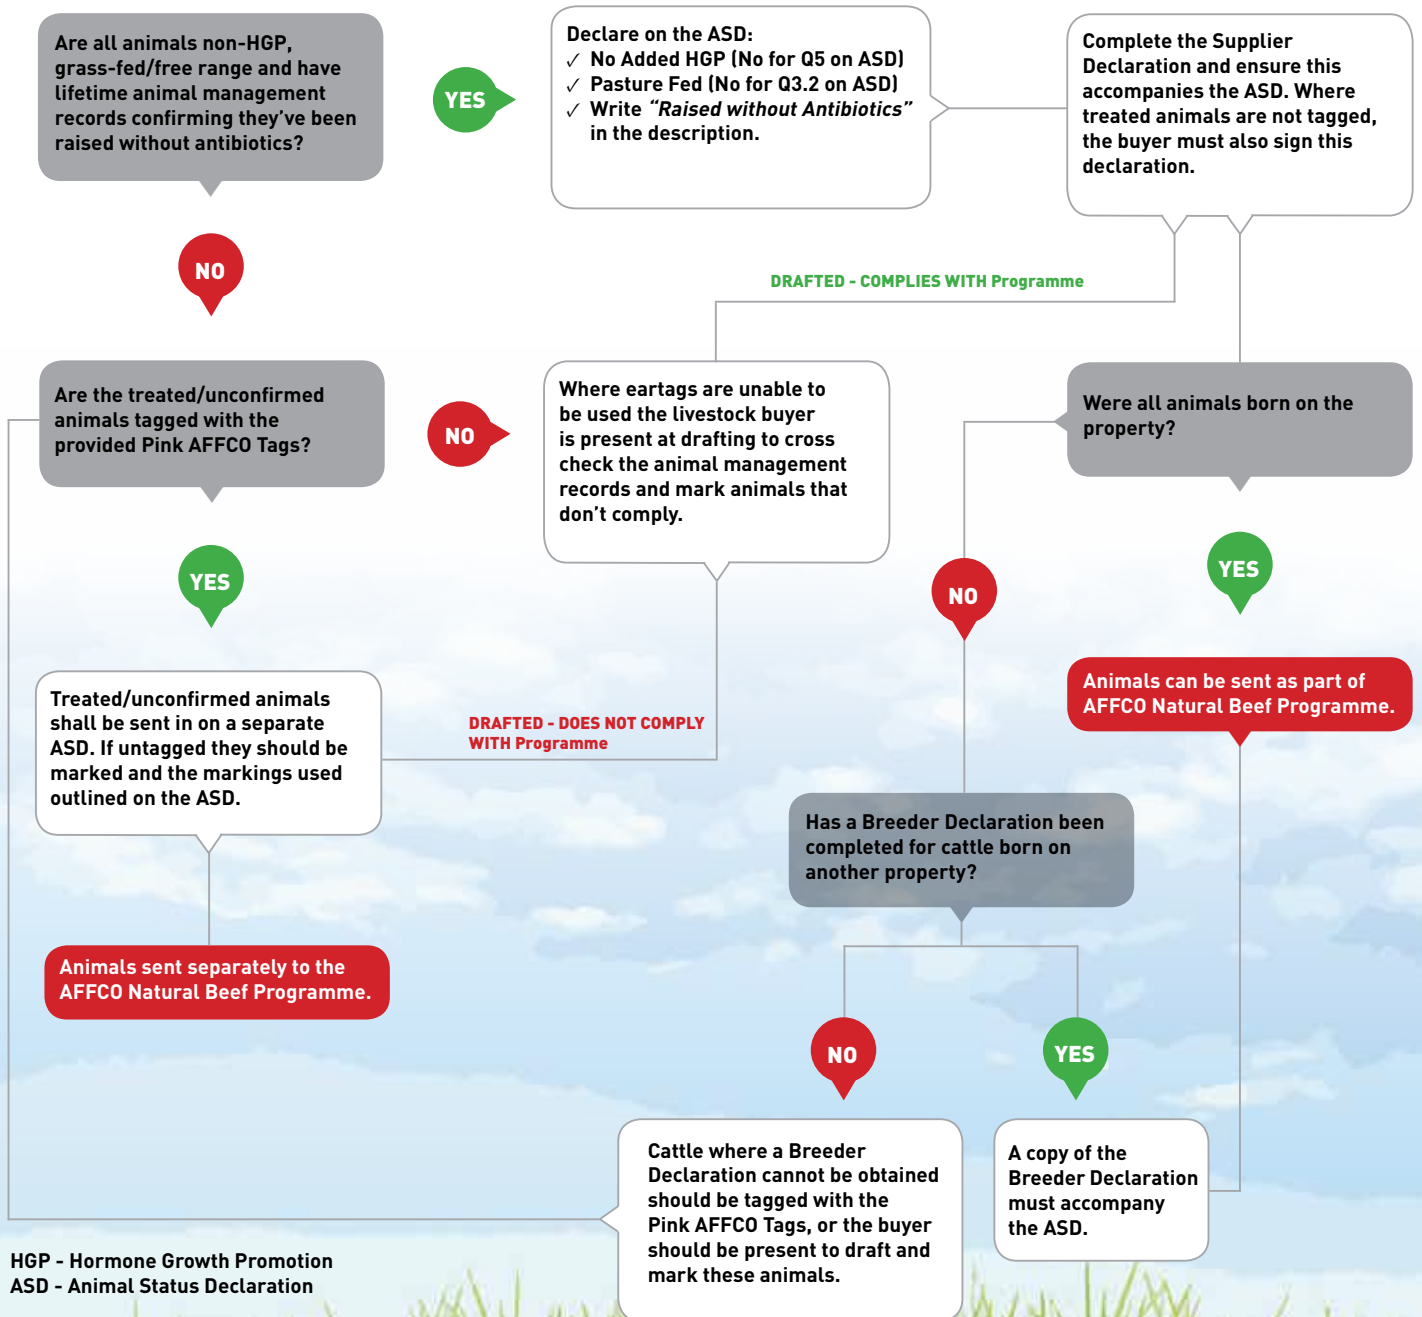 Are all animals non-HGP,
grass-fed/free range and have
lifetime animal management
records confirming they've been
raised without antibiotics?
YES
Declare on the ASD:
✓ No Added HGP (No for Q5 on ASD)
✓ Pasture Fed (No for Q3.2 on ASD)
✓ Write “Raised without Antibiotics”
in the description.
Complete the Supplier
Declaration and ensure this
accompanies the ASD. Where
treated animals are not tagged,
the buyer must also sign this
declaration.
NO
DRAFTED - COMPLIES WITH Programme
Are the treated/unconfirmed
animals tagged with the
provided Pink AFFCO Tags?
NO
Where eartags are unable to
be used the livestock buyer
is present at drafting to cross
check the animal management
records and mark animals that
don't comply.
Were all animals born on the
property?
YES
NO
YES
Treated/unconfirmed animals
shall be sent in on a separate
ASD. If untagged they should be
marked and the markings used
outlined on the ASD.
DRAFTED - DOES NOT COMPLY
WITH Programme
Animals can be sent as part of
AFFCO Natural Beef Programme.
Has a Breeder Declaration been
completed for cattle born on
another property?
Animals sent separately to the
AFFCO Natural Beef Programme.
NO
YES
Cattle where a Breeder
Declaration cannot be obtained
should be tagged with the
Pink AFFCO Tags, or the buyer
should be present to draft and
mark these animals.
A copy of the
Breeder Declaration
must accompany
the ASD.
HGP - Hormone Growth Promotion
ASD - Animal Status Declaration